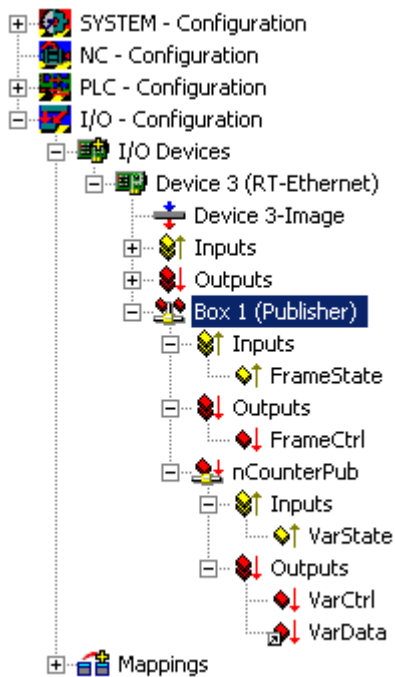 SYSTEM - Configuration
NC - Configuration
PLC - Configuration
I/O - Configuration
I/O Devices
Device 3 (RT-Ethernet)
Device 3-Image
Inputs
Outputs
Box 1 (Publisher)
Inputs
FrameState
Outputs
FrameCtrl
nCounterPub
Inputs
VarState
Outputs
VarCtrl
VarData
Mappings